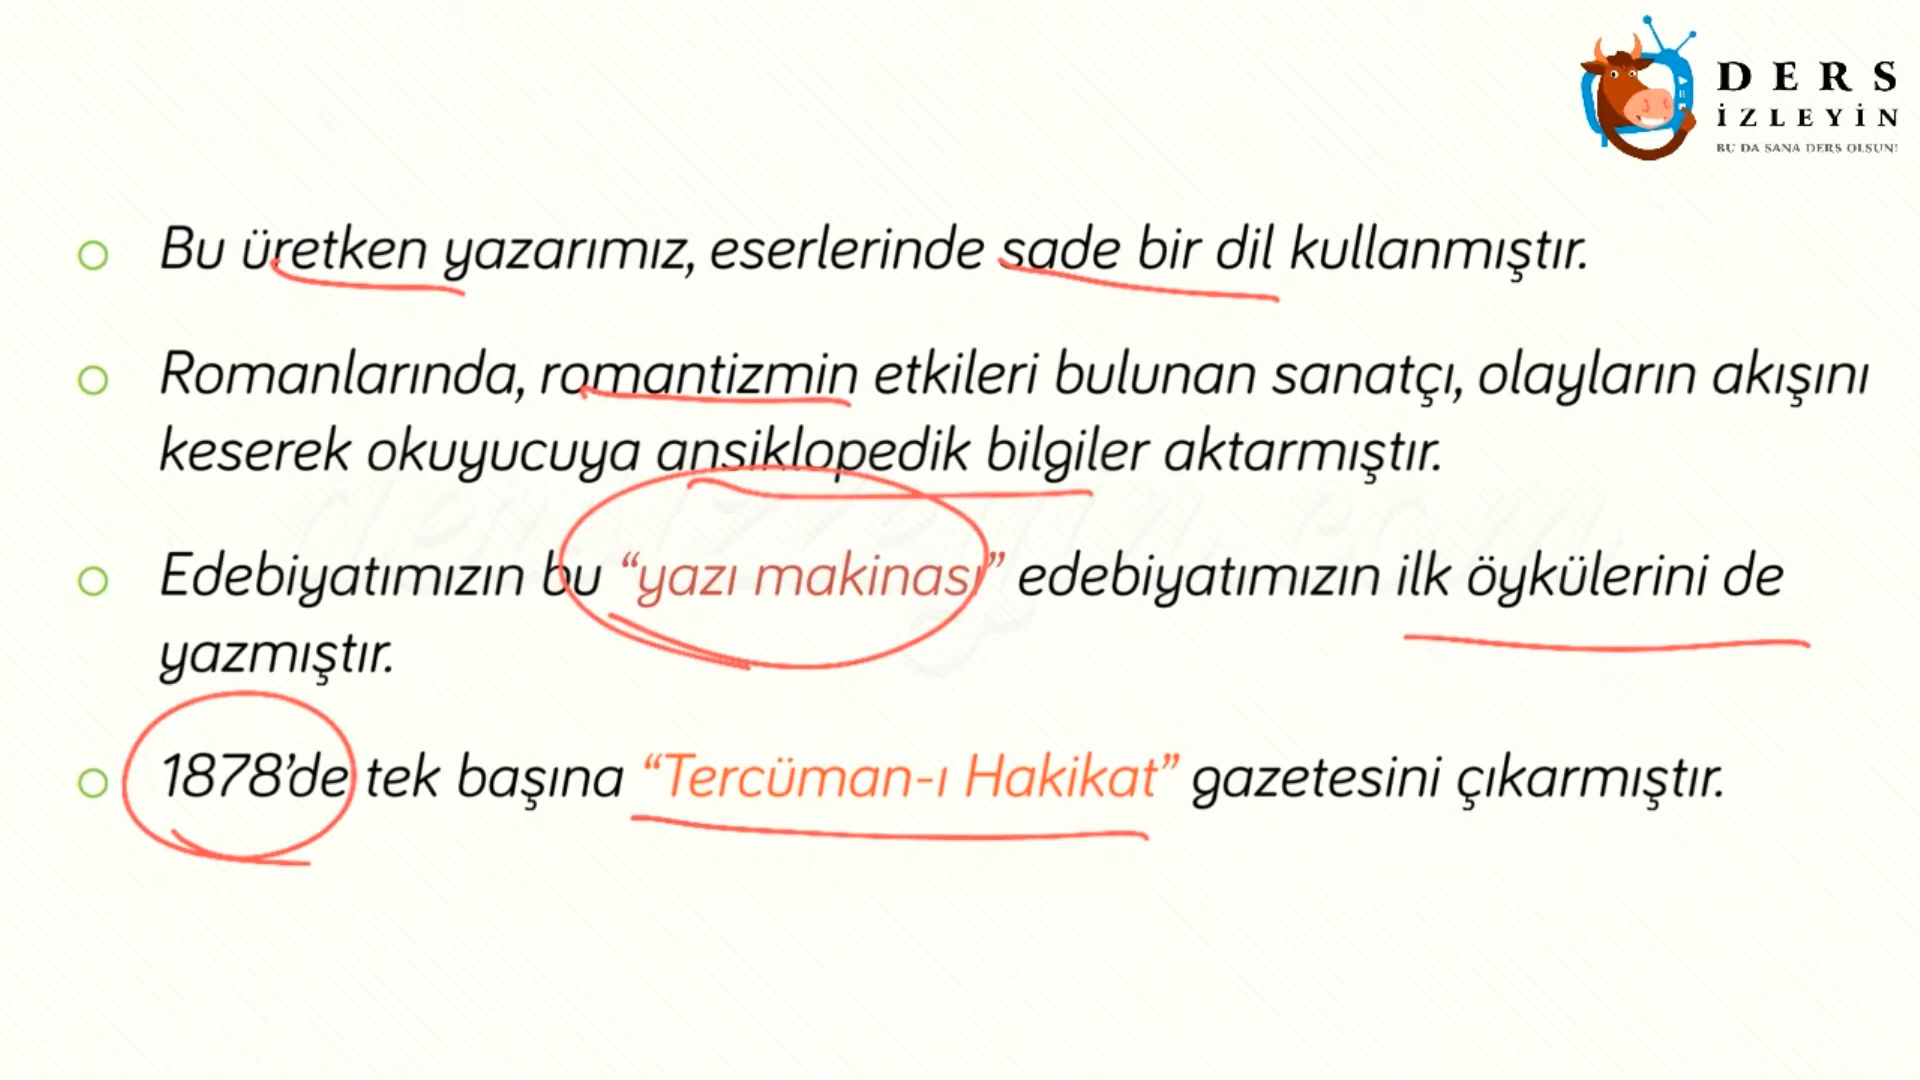 DERS
İZLEYİN
BU DA SANA DERS OLSUN!
Bu üretken yazarımız, eserlerinde sade bir dil kullanmıştır.
Romanlarında, romantizmin etkileri bulunan sanatçı, olayların akışını
keserek okuyucuya ansiklopedik bilgiler aktarmıştır.
Edebiyatımızın bu “yazı makinası” edebiyatımızın ilk öykülerini de
yazmıştır.
1878’de tek başına “Tercüman-ı Hakikat” gazetesini çıkarmıştır.